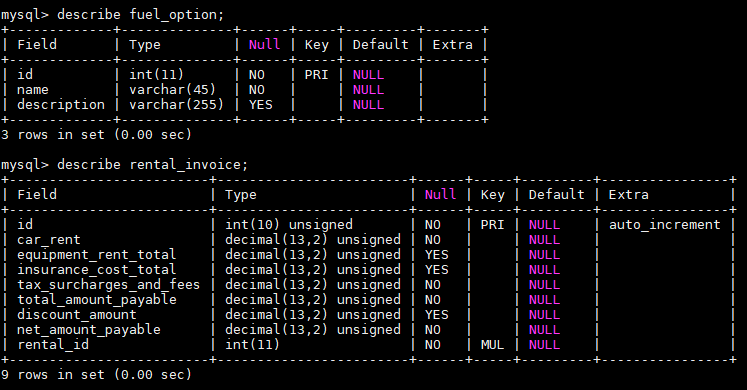 mysql> describe fuel_option;
+-------------+--------------+------+-----+---------+-------+
| Field       | Type         | Null | Key | Default | Extra |
+-------------+--------------+------+-----+---------+-------+
| id          | int(11)      | NO   | PRI | NULL    |       |
| name        | varchar(45)  | NO   |     | NULL    |       |
| description | varchar(255) | YES  |     | NULL    |       |
+-------------+--------------+------+-----+---------+-------+
3 rows in set (0.00 sec)
mysql> describe rental_invoice;
+-------------------------+------------------------+------+-----+---------+----------------+
| Field                   | Type                   | Null | Key | Default | Extra          |
+-------------------------+------------------------+------+-----+---------+----------------+
| id                      | int(10) unsigned       | NO   | PRI | NULL    | auto_increment |
| car_rent                | decimal(13,2) unsigned | NO   |     | NULL    |                |
| equipment_rent_total    | decimal(13,2) unsigned | YES  |     | NULL    |                |
| insurance_cost_total    | decimal(13,2) unsigned | YES  |     | NULL    |                |
| tax_surcharges_and_fees | decimal(13,2) unsigned | NO   |     | NULL    |                |
| total_amount_payable    | decimal(13,2) unsigned | NO   |     | NULL    |                |
| discount_amount         | decimal(13,2) unsigned | YES  |     | NULL    |                |
| net_amount_payable      | decimal(13,2) unsigned | NO   |     | NULL    |                |
| rental_id               | int(11)                | NO   | MUL | NULL    |                |
+-------------------------+------------------------+------+-----+---------+----------------+
9 rows in set (0.00 sec)